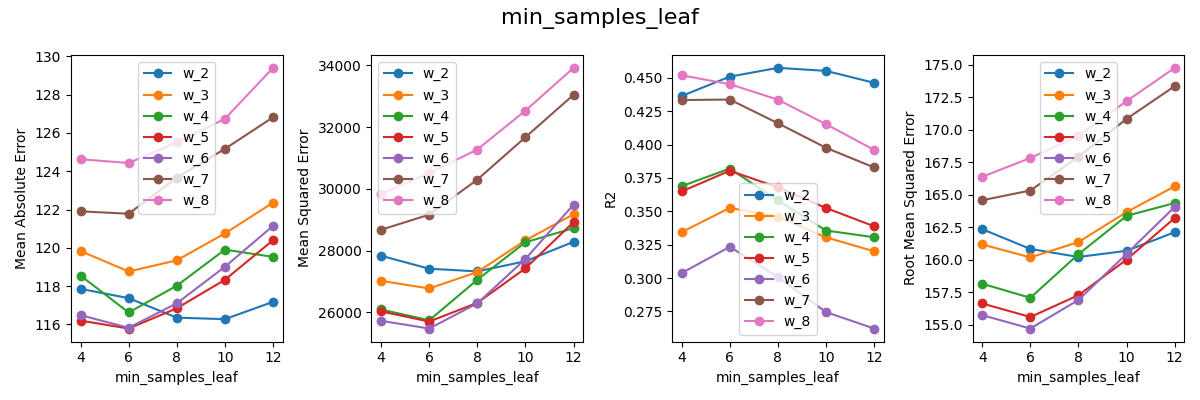 min_samples_leaf
Mean Absolute Error
130
128
126
124
122
120
118
116
4 6 8 10 12
min_samples_leaf
w_2
w_3
w_4
w_5
w_6
w_7
w_8
Mean Squared Error
34000
32000
30000
28000
26000
4 6 8 10 12
min_samples_leaf
w_2
w_3
w_4
w_5
w_6
w_7
w_8
R2
0.450
0.425
0.400
0.375
0.350
0.325
0.300
0.275
4 6 8 10 12
min_samples_leaf
w_2
w_3
w_4
w_5
w_6
w_7
w_8
Root Mean Squared Error
175.0
172.5
170.0
167.5
165.0
162.5
160.0
157.5
155.0
4 6 8 10 12
min_samples_leaf
w_2
w_3
w_4
w_5
w_6
w_7
w_8